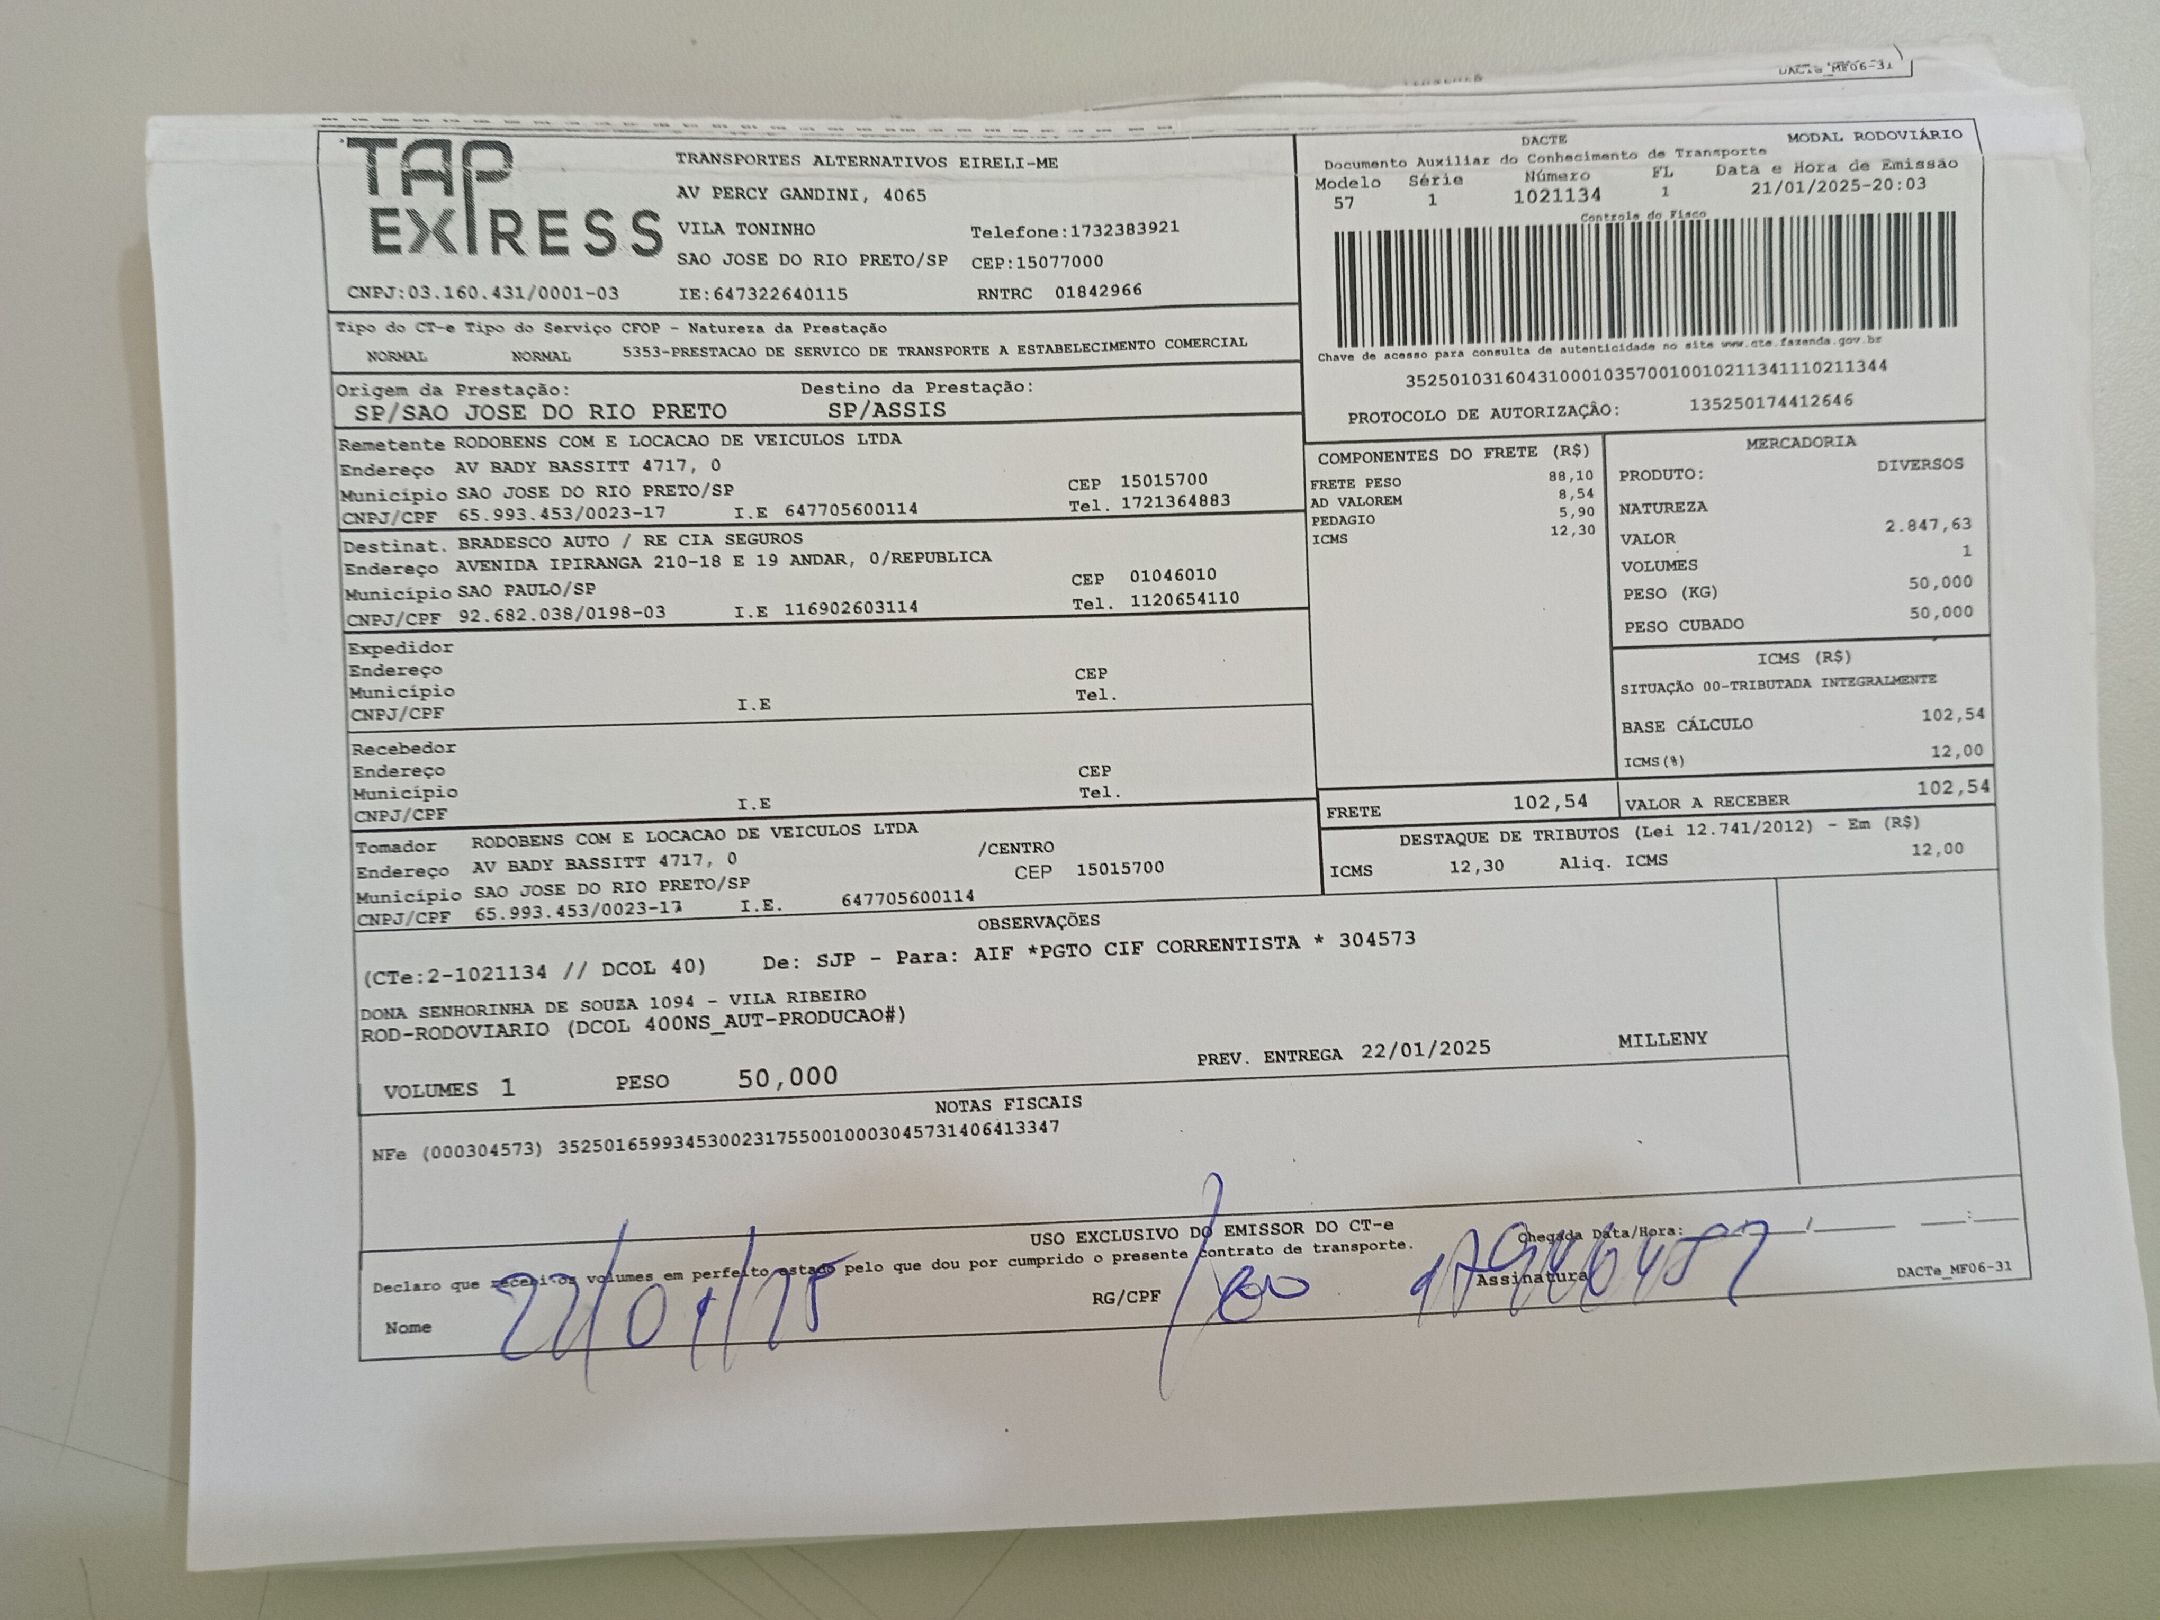 DACTe_MF06-31
TAP EXPRESS
TRANSPORTES ALTERNATIVOS EIRELI-ME
AV PERCY GANDINI, 4065
VILA TONINHO Telefone:1732383921
SAO JOSE DO RIO PRETO/SP CEP:15077000
CNPJ:03.160.431/0001-03 IE:647322640115 RNTRC 01842966
DACTE MODAL RODOVIÁRIO
Documento Auxiliar do Conhecimento de Transporte
Modelo Série Número FL Data e Hora de Emissão
57 1 1021134 1 21/01/2025-20:03
Controle do Fisco
Chave de acesso para consulta de autenticidade no site www.cte.fazenda.gov.br
35250103160431000103570010010211341110211344
PROTOCOLO DE AUTORIZAÇÃO: 135250174412646
Tipo do CT-e Tipo do Serviço CFOP - Natureza da Prestação
NORMAL NORMAL 5353-PRESTACAO DE SERVICO DE TRANSPORTE A ESTABELECIMENTO COMERCIAL
Origem da Prestação: Destino da Prestação:
SP/SAO JOSE DO RIO PRETO SP/ASSIS
Remetente RODOBENS COM E LOCACAO DE VEICULOS LTDA
Endereço AV BADY BASSITT 4717, 0
Município SAO JOSE DO RIO PRETO/SP CEP 15015700
CNPJ/CPF 65.993.453/0023-17 I.E 647705600114 Tel. 1721364883
Destinat. BRADESCO AUTO / RE CIA SEGUROS
Endereço AVENIDA IPIRANGA 210-18 E 19 ANDAR, 0/REPUBLICA
Município SAO PAULO/SP CEP 01046010
CNPJ/CPF 92.682.038/0198-03 I.E 116902603114 Tel. 1120654110
Expedidor
Endereço CEP
Município Tel.
CNPJ/CPF I.E
Recebedor
Endereço CEP
Município Tel.
CNPJ/CPF I.E
Tomador RODOBENS COM E LOCACAO DE VEICULOS LTDA
Endereço AV BADY BASSITT 4717, 0 /CENTRO
Município SAO JOSE DO RIO PRETO/SP CEP 15015700
CNPJ/CPF 65.993.453/0023-17 I.E. 647705600114
COMPONENTES DO FRETE (R$)
FRETE PESO 88,10
AD VALOREM 8,54
PEDAGIO 5,90
ICMS 12,30
MERCADORIA
PRODUTO: DIVERSOS
NATUREZA
VALOR 2.847,63
VOLUMES 1
PESO (KG) 50,000
PESO CUBADO 50,000
ICMS (R$)
SITUAÇÃO 00-TRIBUTADA INTEGRALMENTE
BASE CÁLCULO 102,54
ICMS(%) 12,00
FRETE 102,54 VALOR A RECEBER 102,54
DESTAQUE DE TRIBUTOS (Lei 12.741/2012) - Em (R$)
ICMS 12,30 Aliq. ICMS 12,00
OBSERVAÇÕES
(CTe:2-1021134 // DCOL 40) De: SJP - Para: AIF *PGTO CIF CORRENTISTA * 304573
DONA SENHORINHA DE SOUZA 1094 - VILA RIBEIRO
ROD-RODOVIARIO (DCOL 400NS_AUT-PRODUCAO#)
PREV. ENTREGA 22/01/2025 MILLENY
VOLUMES 1 PESO 50,000
NOTAS FISCAIS
NFe (000304573) 35250165993453002317550010003045731406413347
USO EXCLUSIVO DO EMISSOR DO CT-e
Declaro que recebi os volumes em perfeito estado pelo que dou por cumprido o presente contrato de transporte. Chegada Data/Hora: __/__ __:__
Nome 22/01/25 RG/CPF Assinatura
DACTe_MF06-31